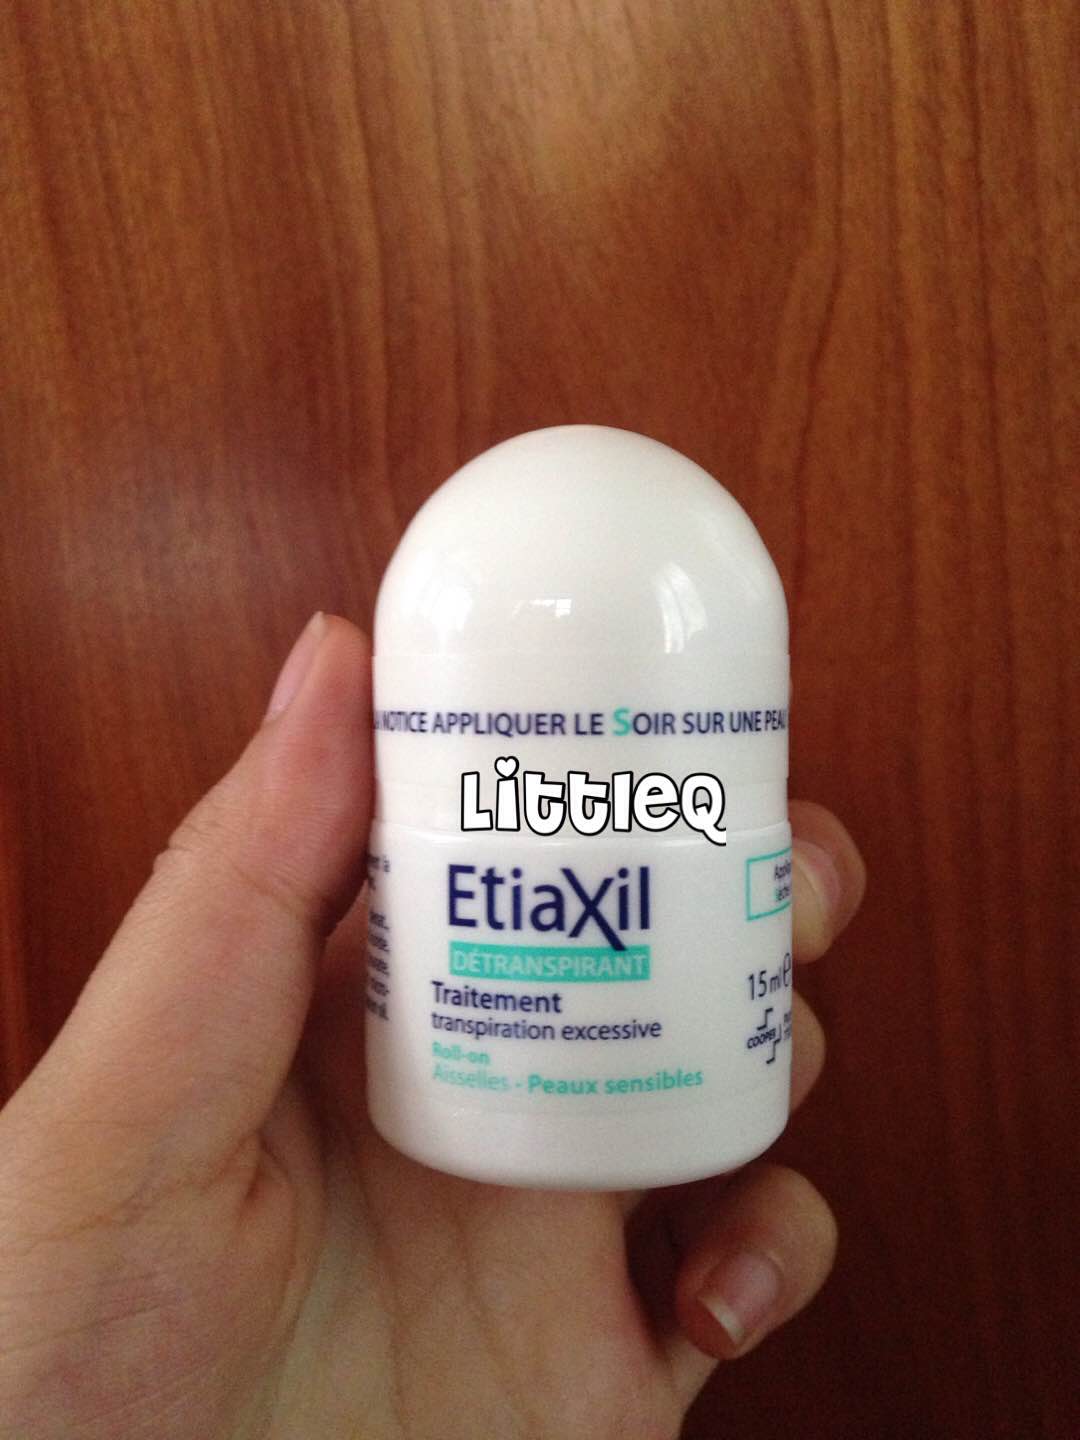 NOTICE APPLIQUER LE SOIR SUR UNE PEAU
LittleQ
EtiaXil
DÉTRANSPIRANT
Traitement
transpiration excessive
Roll-on
Aisselles - Peaux sensibles
15 ml e
COOPER